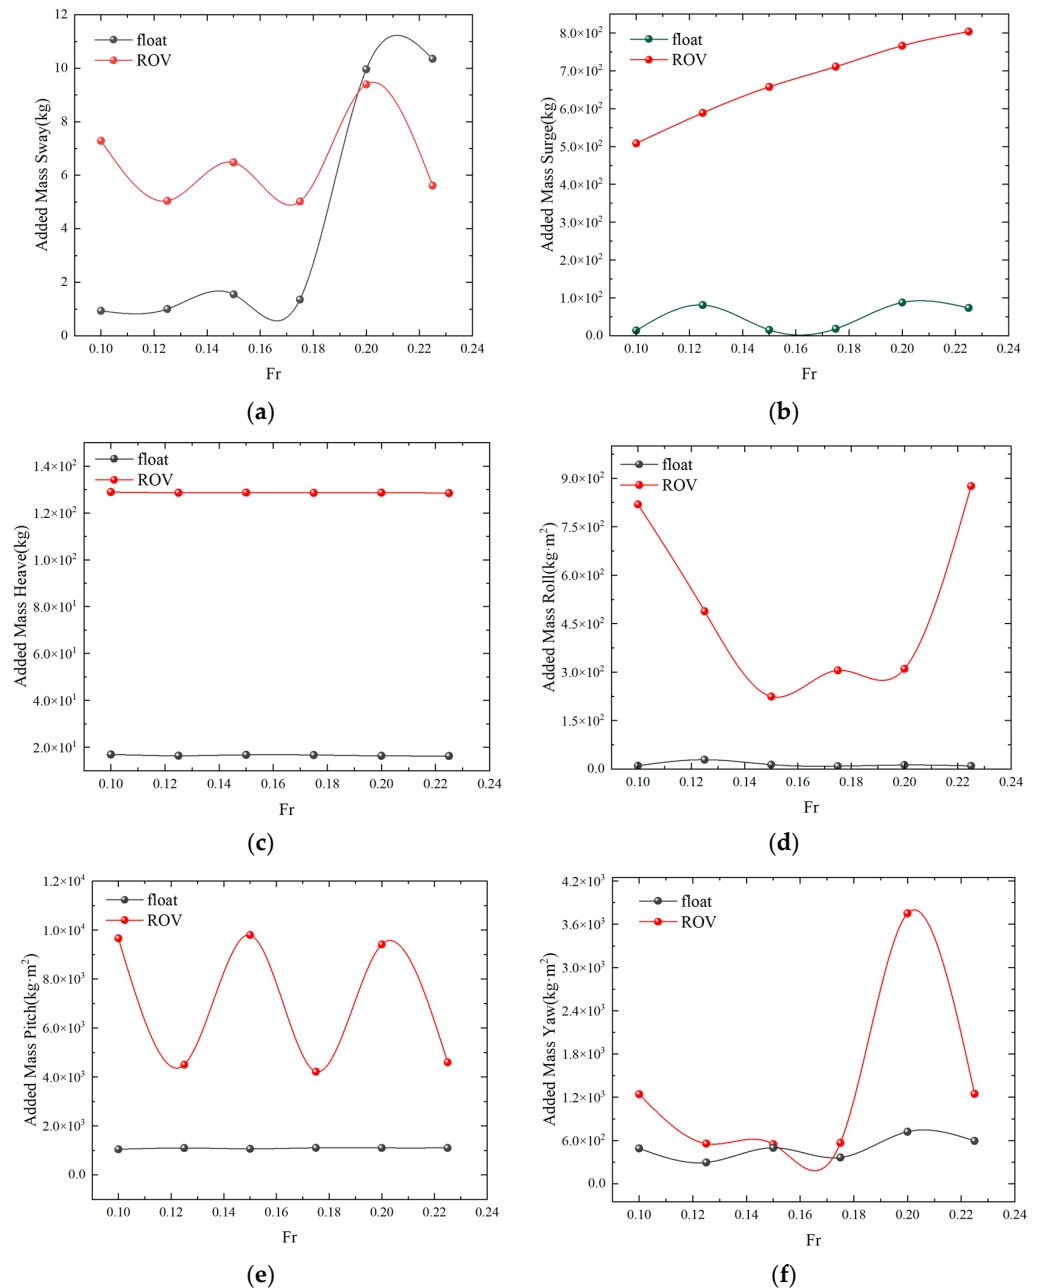 12
10
8
6
4
2
0
Added Mass Sway(kg)
float
ROV
0.10 0.12 0.14 0.16 0.18 0.20 0.22 0.24
Fr
(a)
8.0×10²
7.0×10²
6.0×10²
5.0×10²
4.0×10²
3.0×10²
2.0×10²
1.0×10²
0.0
Added Mass Surge(kg)
float
ROV
0.10 0.12 0.14 0.16 0.18 0.20 0.22 0.24
Fr
(b)
1.4×10²
1.2×10²
1.0×10²
8.0×10¹
6.0×10¹
4.0×10¹
2.0×10¹
Added Mass Heave(kg)
float
ROV
0.10 0.12 0.14 0.16 0.18 0.20 0.22 0.24
Fr
(c)
9.0×10²
7.5×10²
6.0×10²
4.5×10²
3.0×10²
1.5×10²
0.0
Added Mass Roll(kg·m²)
float
ROV
0.10 0.12 0.14 0.16 0.18 0.20 0.22 0.24
Fr
(d)
1.2×10⁴
1.0×10⁴
8.0×10³
6.0×10³
4.0×10³
2.0×10³
0.0
Added Mass Pitch(kg·m²)
float
ROV
0.10 0.12 0.14 0.16 0.18 0.20 0.22 0.24
Fr
(e)
4.2×10³
3.6×10³
3.0×10³
2.4×10³
1.8×10³
1.2×10³
6.0×10²
0.0
Added Mass Yaw(kg·m²)
float
ROV
0.10 0.12 0.14 0.16 0.18 0.20 0.22 0.24
Fr
(f)